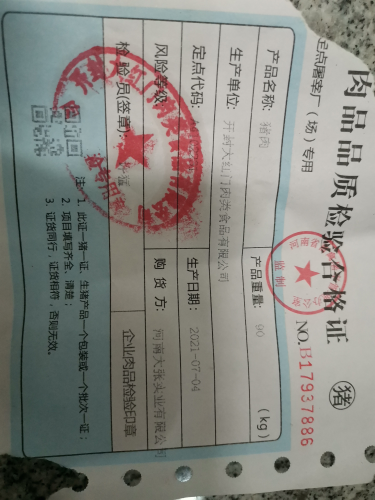 肉品品质检验合格证 猪
定点屠宰厂(场)专用
NO.B17937886
产品名称: 猪肉 产品重量: 90 (kg)
生产单位: 开封大红门肉类食品有限公司
定点代码: 生产日期: 2021-07-04
风险等级 购货方: 河南大张实业有限公司
检验员(签章): 企业肉品检验印章
注: 1. 此证一猪一证, 生猪产品一个包装或一个批次一证;
2. 项目填写齐全, 清楚;
3. 证货同行, 证货相符, 否则无效。
监制